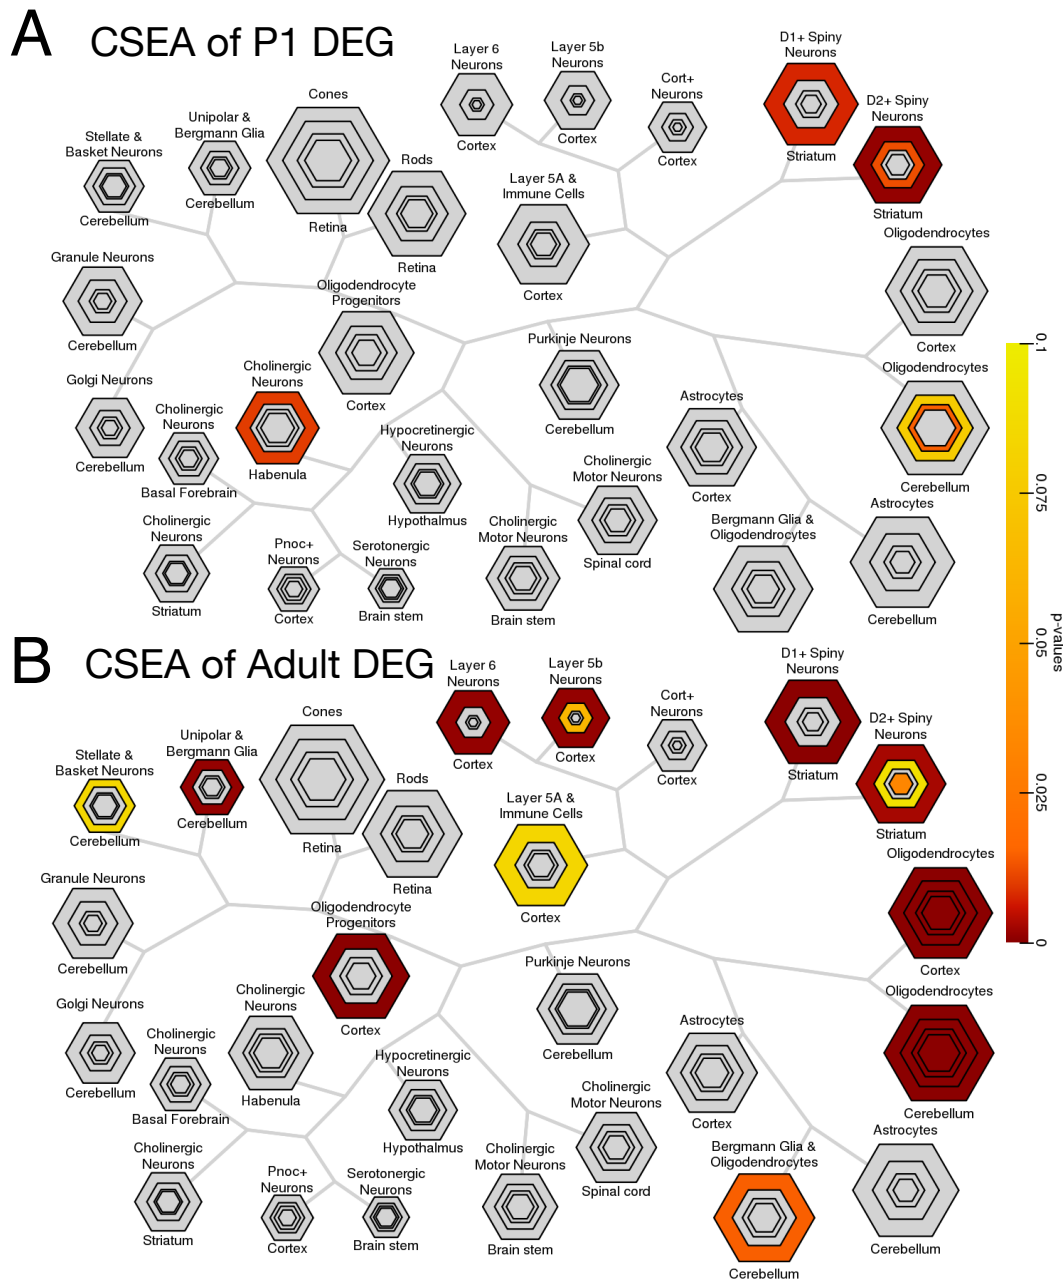 A
CSEA of P1 DEG
Layer 6
Neurons
Cortex
Layer 5b
Neurons
Cortex
Cort+
Neurons
Cortex
D1+ Spiny
Neurons
Striatum
D2+ Spiny
Neurons
Striatum
Cones
Retina
Unipolar &
Bergmann Glia
Cerebellum
Stellate &
Basket Neurons
Cerebellum
Rods
Retina
Layer 5A &
Immune Cells
Cortex
Oligodendrocytes
Cortex
Granule Neurons
Cerebellum
Oligodendrocyte
Progenitors
Cortex
Purkinje Neurons
Cerebellum
Oligodendrocytes
Cerebellum
Golgi Neurons
Cerebellum
Cholinergic
Neurons
Habenula
Cholinergic
Neurons
Basal Forebrain
Hypocretinergic
Neurons
Hypothalmus
Astrocytes
Cortex
Cholinergic
Motor Neurons
Spinal cord
Cholinergic
Neurons
Striatum
Pnoc+
Neurons
Cortex
Serotonergic
Neurons
Brain stem
Cholinergic
Motor Neurons
Brain stem
Bergmann Glia &
Oligodendrocytes
Astrocytes
Cerebellum
0.1
0.075
0.05
0.025
0
p-values
B
CSEA of Adult DEG
Layer 6
Neurons
Cortex
Layer 5b
Neurons
Cortex
Cort+
Neurons
Cortex
D1+ Spiny
Neurons
Striatum
D2+ Spiny
Neurons
Striatum
Cones
Retina
Unipolar &
Bergmann Glia
Cerebellum
Stellate &
Basket Neurons
Cerebellum
Rods
Retina
Layer 5A &
Immune Cells
Cortex
Oligodendrocytes
Cortex
Granule Neurons
Cerebellum
Oligodendrocyte
Progenitors
Cortex
Purkinje Neurons
Cerebellum
Oligodendrocytes
Cerebellum
Golgi Neurons
Cerebellum
Cholinergic
Neurons
Habenula
Cholinergic
Neurons
Basal Forebrain
Hypocretinergic
Neurons
Hypothalmus
Astrocytes
Cortex
Cholinergic
Motor Neurons
Spinal cord
Cholinergic
Neurons
Striatum
Pnoc+
Neurons
Cortex
Serotonergic
Neurons
Brain stem
Cholinergic
Motor Neurons
Brain stem
Bergmann Glia &
Oligodendrocytes
Cerebellum
Astrocytes
Cerebellum